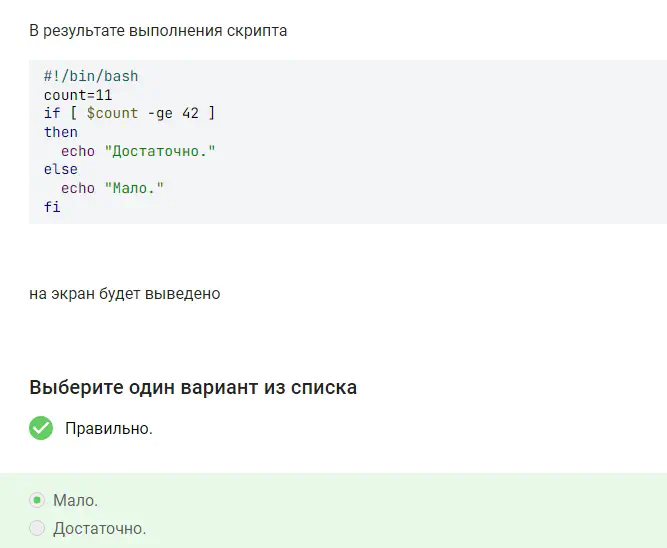 В результате выполнения скрипта
#!/bin/bash
count=11
if [ $count -ge 42 ]
then
  echo "Достаточно."
else
  echo "Мало."
fi
на экран будет выведено
Выберите один вариант из списка
Правильно.
Мало.
Достаточно.